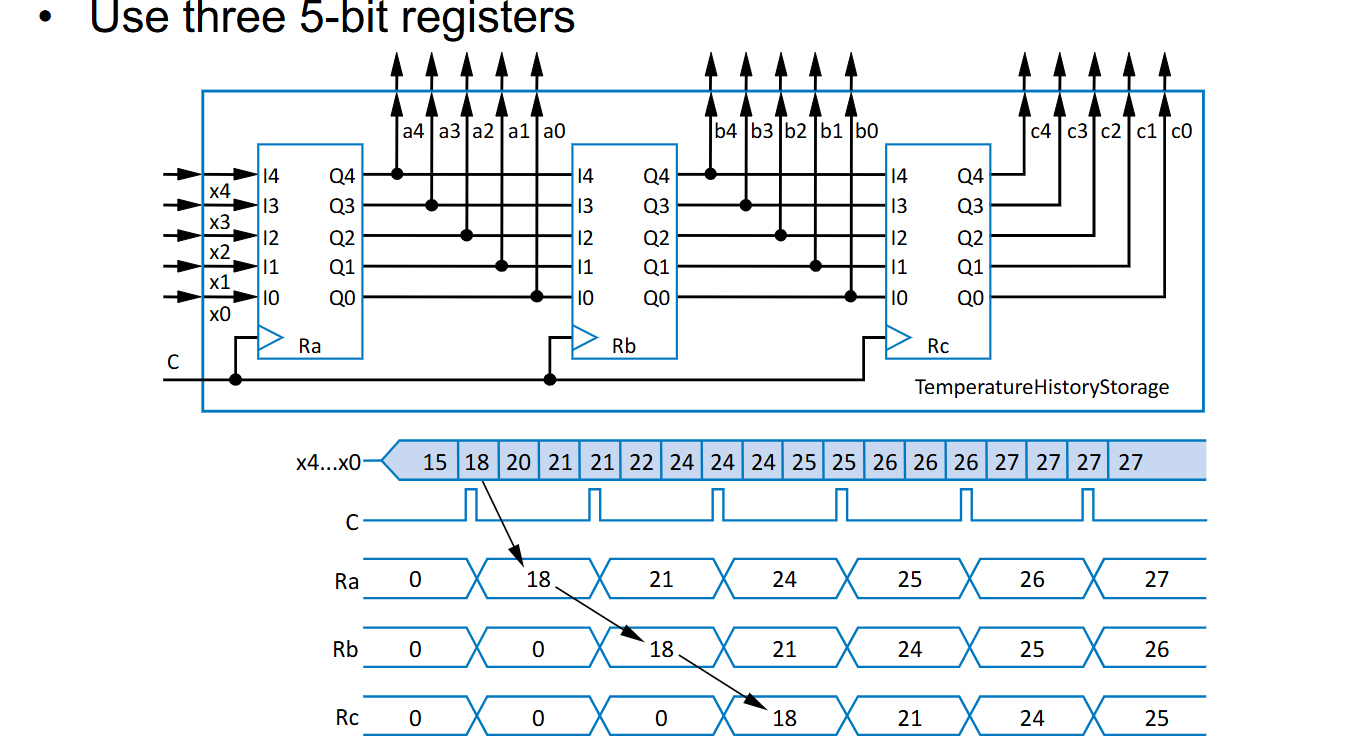 • Use three 5-bit registers
a4 a3 a2 a1 a0 b4 b3 b2 b1 b0 c4 c3 c2 c1 c0
I4 Q4 I4 Q4 I4 Q4
x4
I3 Q3 I3 Q3 I3 Q3
x3
I2 Q2 I2 Q2 I2 Q2
x2
I1 Q1 I1 Q1 I1 Q1
x1
I0 Q0 I0 Q0 I0 Q0
x0
Ra Rb Rc
C
TemperatureHistoryStorage
x4...x0 15 18 20 21 21 22 24 24 24 25 25 26 26 26 27 27 27 27
C
Ra 0 18 21 24 25 26 27
Rb 0 0 18 21 24 25 26
Rc 0 0 0 18 21 24 25